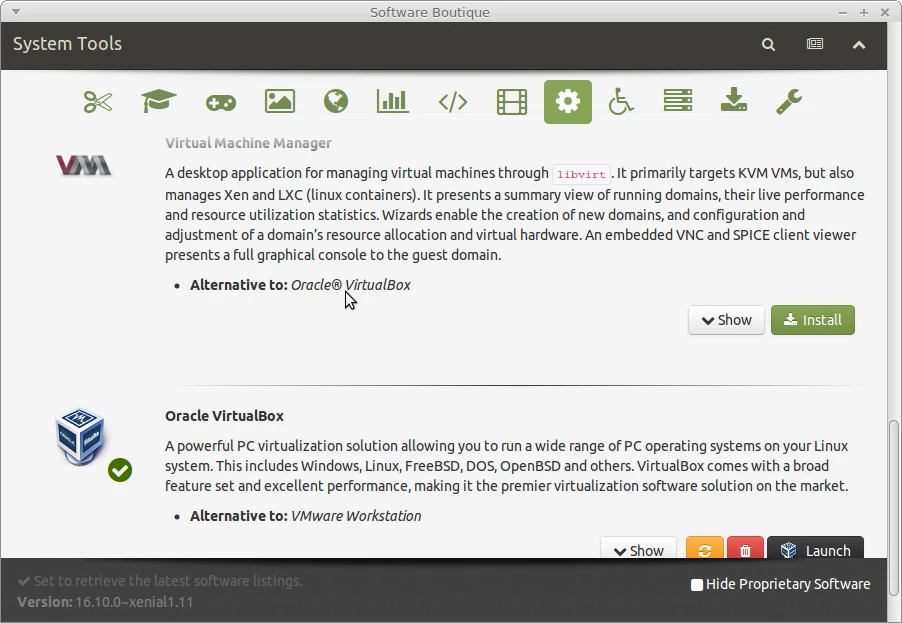 Software Boutique
System Tools
Virtual Machine Manager
VMM
A desktop application for managing virtual machines through libvirt. It primarily targets KVM VMs, but also
manages Xen and LXC (linux containers). It presents a summary view of running domains, their live performance
and resource utilization statistics. Wizards enable the creation of new domains, and configuration and
adjustment of a domain's resource allocation and virtual hardware. An embedded VNC and SPICE client viewer
presents a full graphical console to the guest domain.
• Alternative to: Oracle® VirtualBox
Show Install
Oracle VirtualBox
A powerful PC virtualization solution allowing you to run a wide range of PC operating systems on your Linux
system. This includes Windows, Linux, FreeBSD, DOS, OpenBSD and others. VirtualBox comes with a broad
feature set and excellent performance, making it the premier virtualization software solution on the market.
• Alternative to: VMware Workstation
Show Launch
Set to retrieve the latest software listings.
Hide Proprietary Software
Version: 16.10.0~xenial1.11